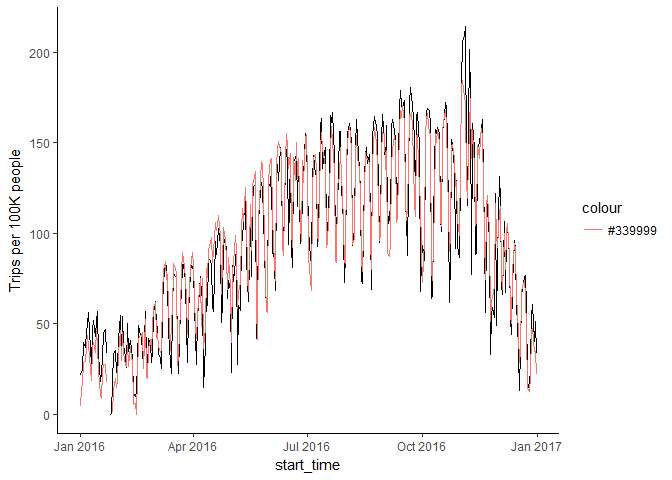 200
150
100
50
0
Trips per 100K people
Jan 2016
Apr 2016
Jul 2016
Oct 2016
Jan 2017
start_time
colour
#339999